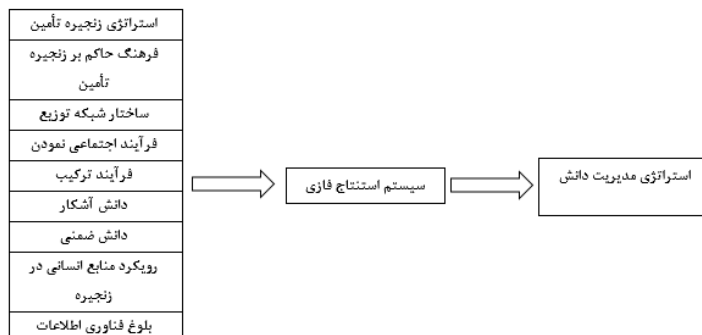 استراتژی زنجیره تأمین
فرهنگ حاکم بر زنجیره
تأمین
ساختار شبکه توزیع
فرآیند اجتماعی نمودن
فرآیند ترکیب
دانش آشکار
دانش ضمنی
رویکرد منابع انسانی در
زنجیره
بلوغ فناوری اطلاعات
سیستم استنتاج فازی
استراتژی مدیریت دانش